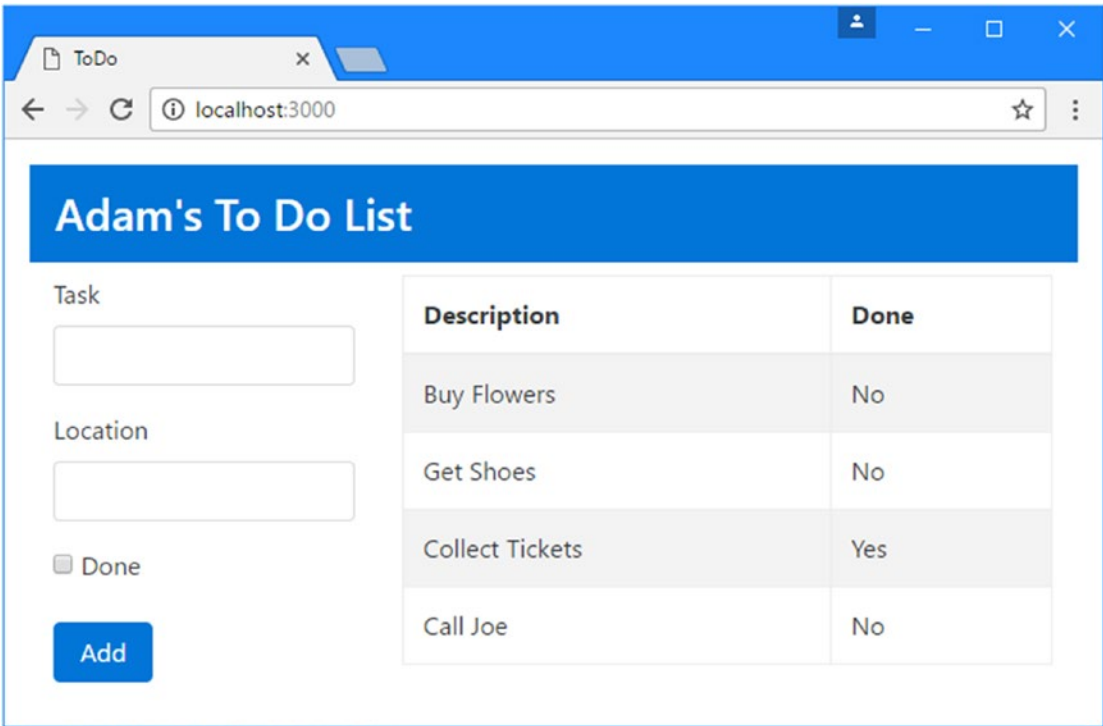 ToDo
localhost:3000
Adam's To Do List
Task
Location
Done
Add
Description Done
Buy Flowers No
Get Shoes No
Collect Tickets Yes
Call Joe No